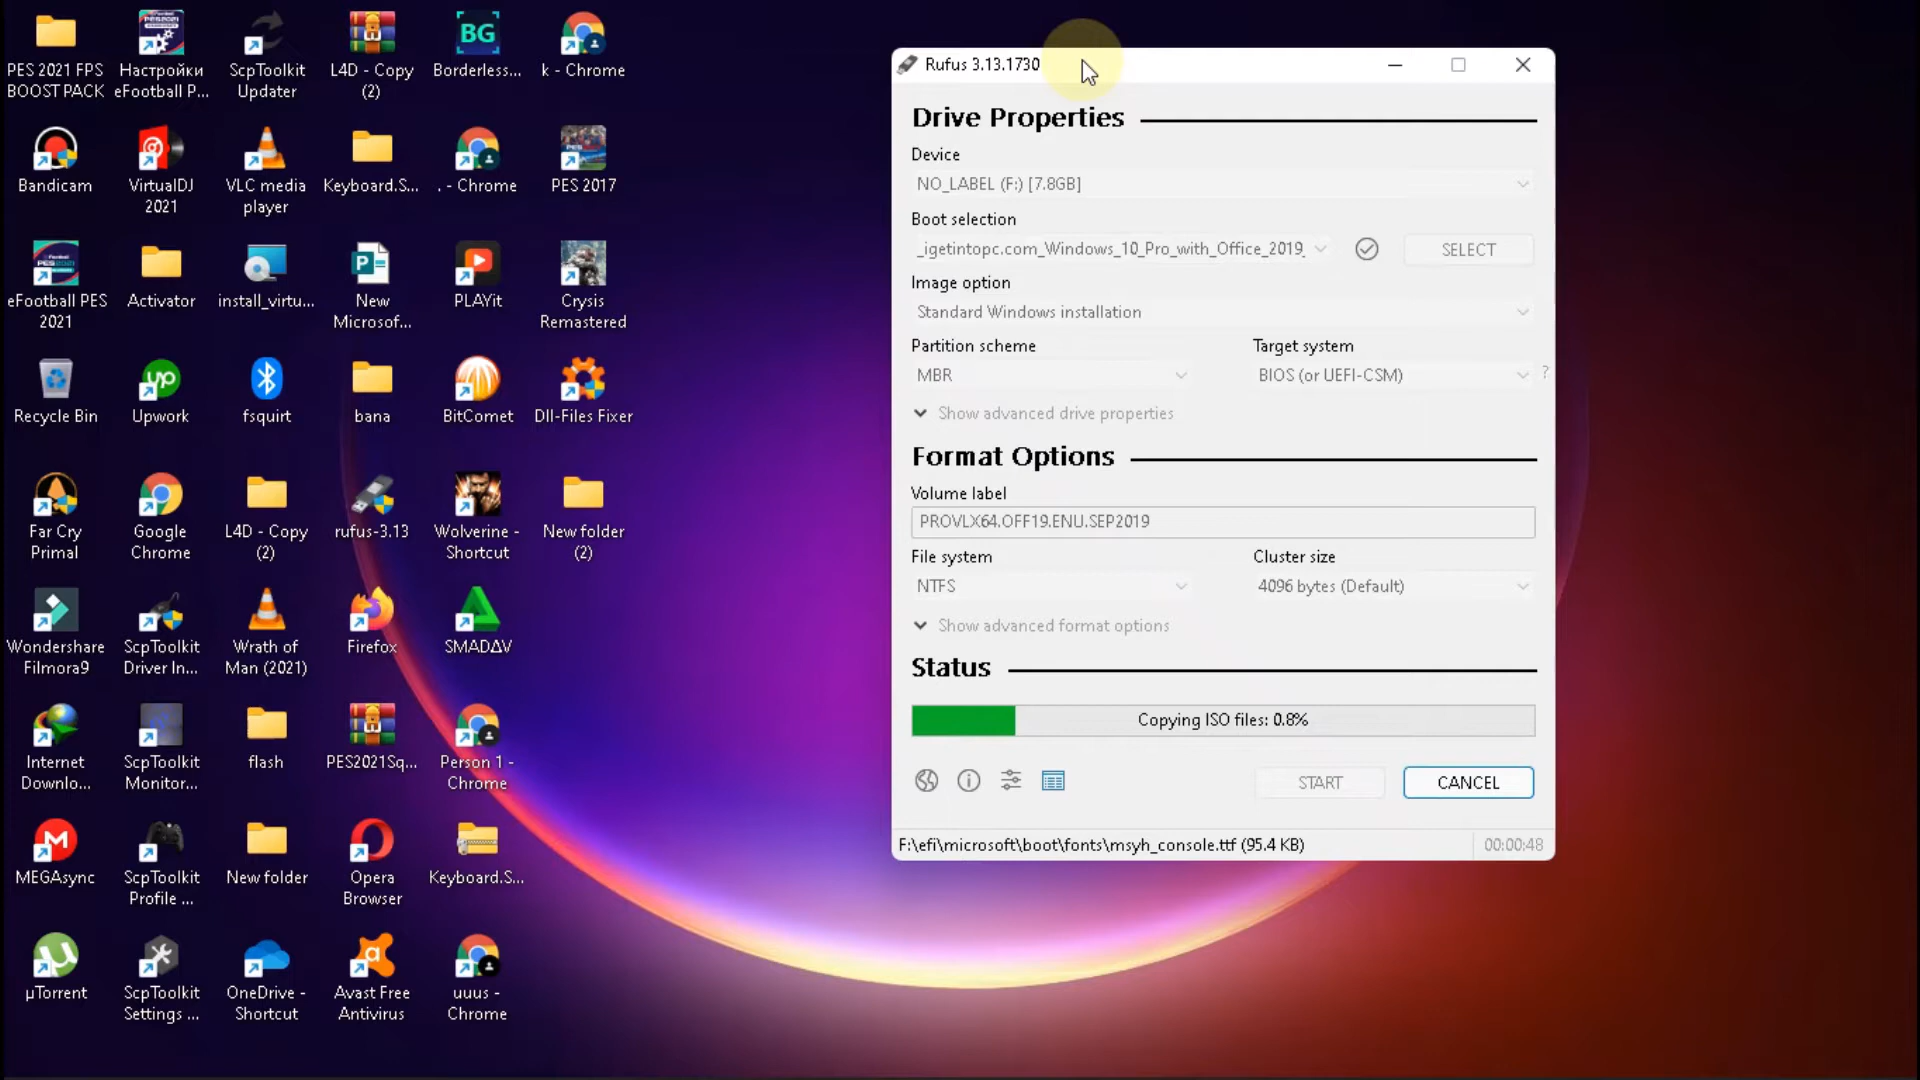 PES 2021 FPS
BOOST PACK
Настройки
eFootball P...
ScpToolkit
Updater
L4D - Copy
(2)
BG
Borderless...
k - Chrome
Bandicam
VirtualDJ
2021
VLC media
player
Keyboard.S...
. - Chrome
PES 2017
eFootball PES
2021
Activator
install_virtu...
New
Microsof...
PLAYit
Crysis
Remastered
Recycle Bin
Upwork
fsquirt
bana
BitComet
Dll-Files Fixer
Far Cry
Primal
Google
Chrome
L4D - Copy
(2)
rufus-3.13
Wolverine -
Shortcut
New folder
(2)
Wondershare
Filmora9
ScpToolkit
Driver In...
Wrath of
Man (2021)
Firefox
SMADΔV
Internet
Downlo...
ScpToolkit
Monitor...
flash
PES2021Sq...
Person 1 -
Chrome
MEGAsync
ScpToolkit
Profile ...
New folder
Opera
Browser
Keyboard.S...
µTorrent
ScpToolkit
Settings ...
OneDrive -
Shortcut
Avast Free
Antivirus
uuus -
Chrome
Rufus 3.13.1730
Drive Properties
Device
NO_LABEL (F:) [7.8GB]
Boot selection
_igetintopc.com_Windows_10_Pro_with_Office_2019_
SELECT
Image option
Standard Windows installation
Partition scheme
Target system
MBR
BIOS (or UEFI-CSM)
?
Show advanced drive properties
Format Options
Volume label
PROVLX64.OFF19.ENU.SEP2019
File system
Cluster size
NTFS
4096 bytes (Default)
Show advanced format options
Status
Copying ISO files: 0.8%
START
CANCEL
F:\efi\microsoft\boot\fonts\msyh_console.ttf (95.4 KB)
00:00:48